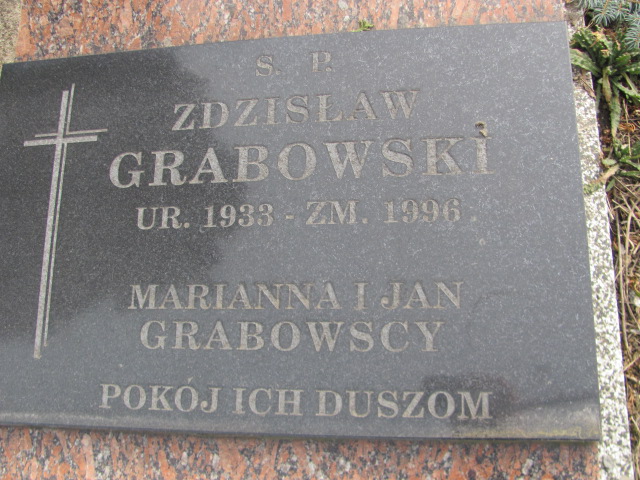 S. P.
ZDZISŁAW
GRABOWSKI
UR. 1933 - ZM. 1996.
MARIANNA I JAN
GRABOWSCY
POKÓJ ICH DUSZOM